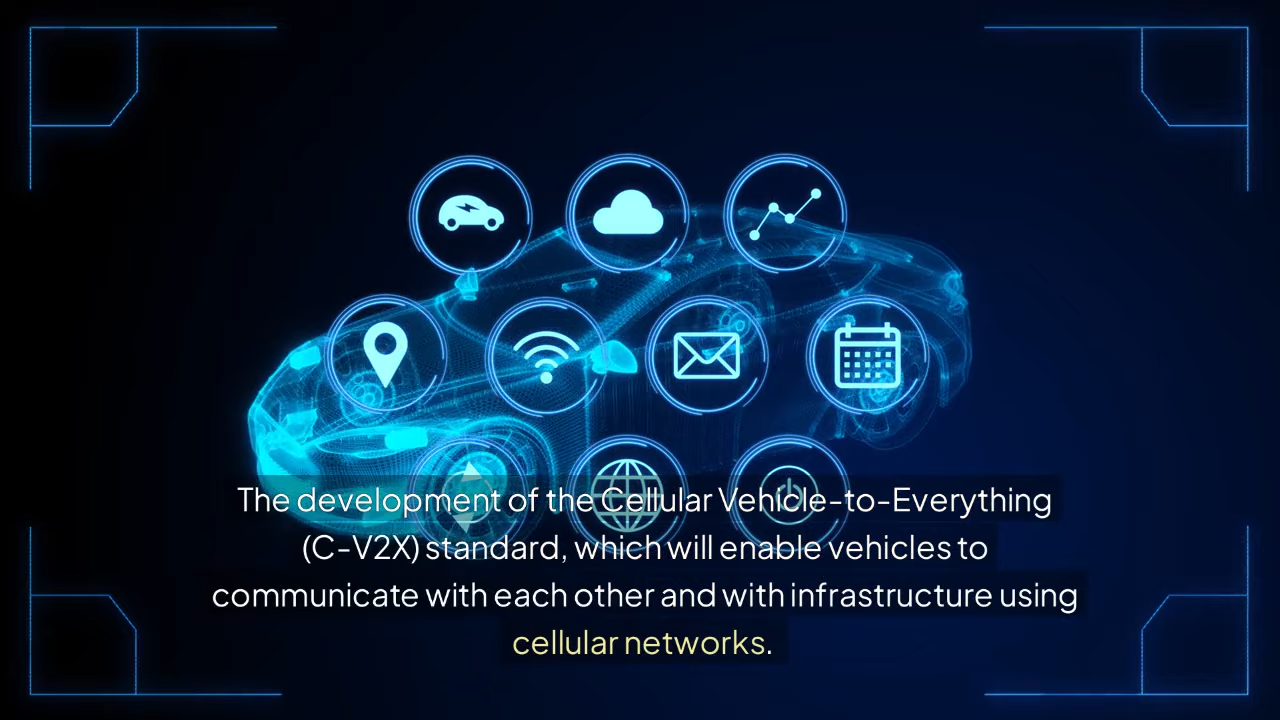 The development of the Cellular Vehicle-to-Everything
(C-V2X) standard, which will enable vehicles to
communicate with each other and with infrastructure using
cellular networks.